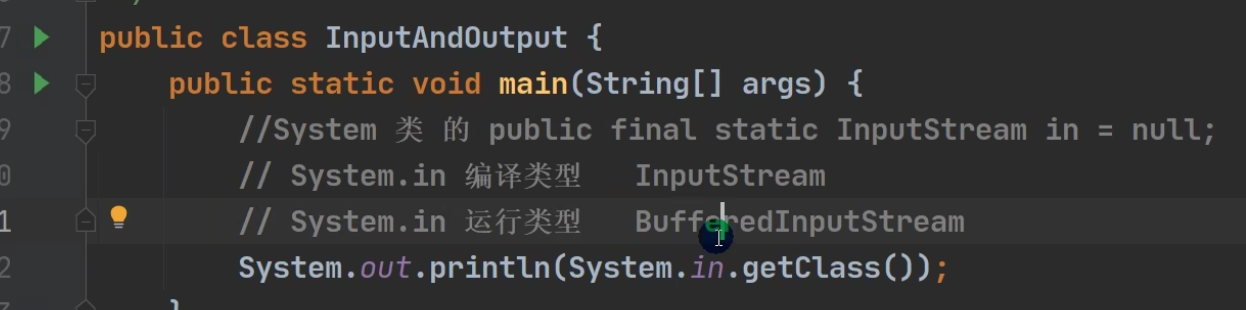 7 public class InputAndOutput {
8 public static void main(String[] args) {
9 //System 类 的 public final static InputStream in = null;
0 // System.in 编译类型 InputStream
1 // System.in 运行类型 BufferedInputStream
2 System.out.println(System.in.getClass());
}